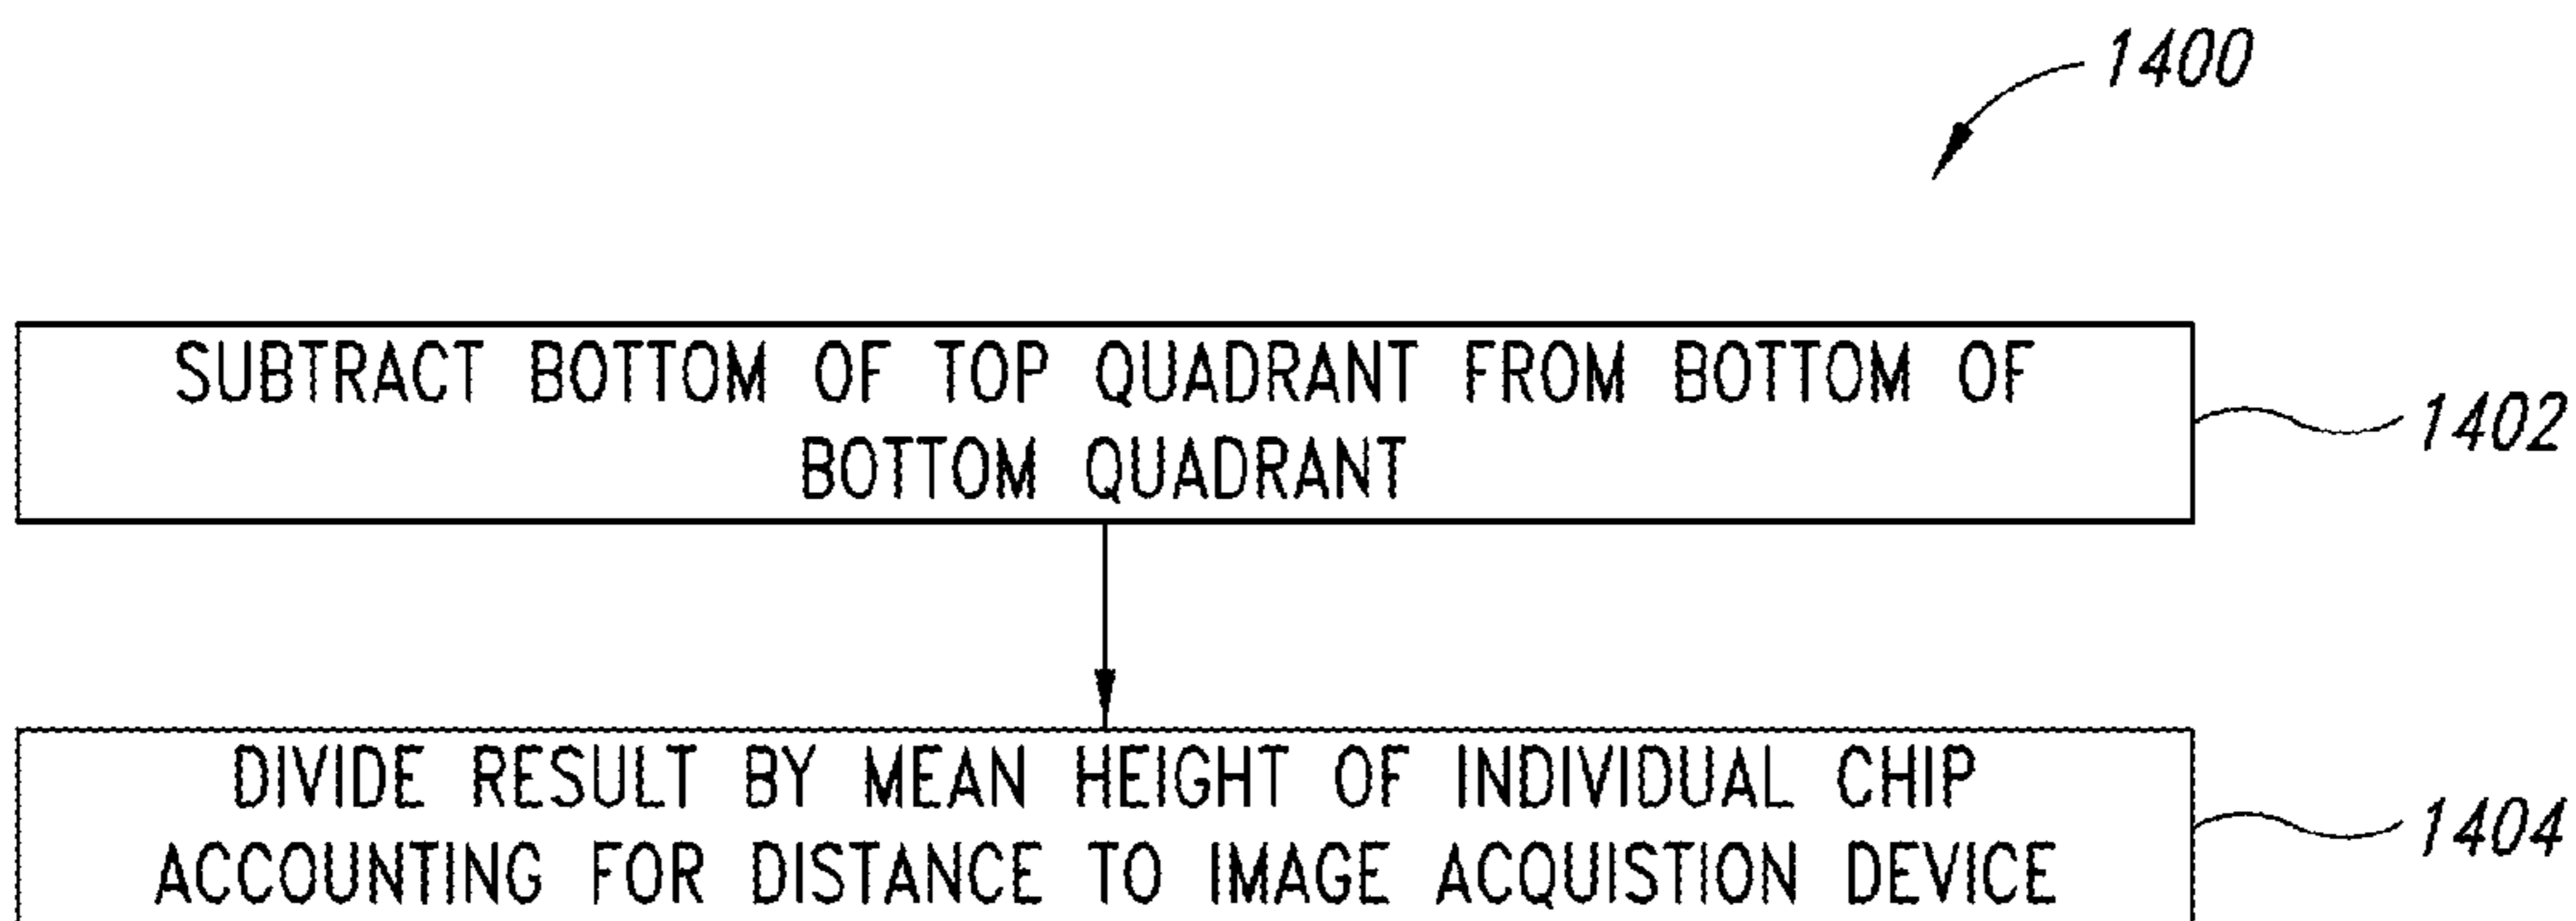 1400
SUBTRACT BOTTOM OF TOP QUADRANT FROM BOTTOM OF
BOTTOM QUADRANT
1402
DIVIDE RESULT BY MEAN HEIGHT OF INDIVIDUAL CHIP
ACCOUNTING FOR DISTANCE TO IMAGE ACQUISTION DEVICE
1404